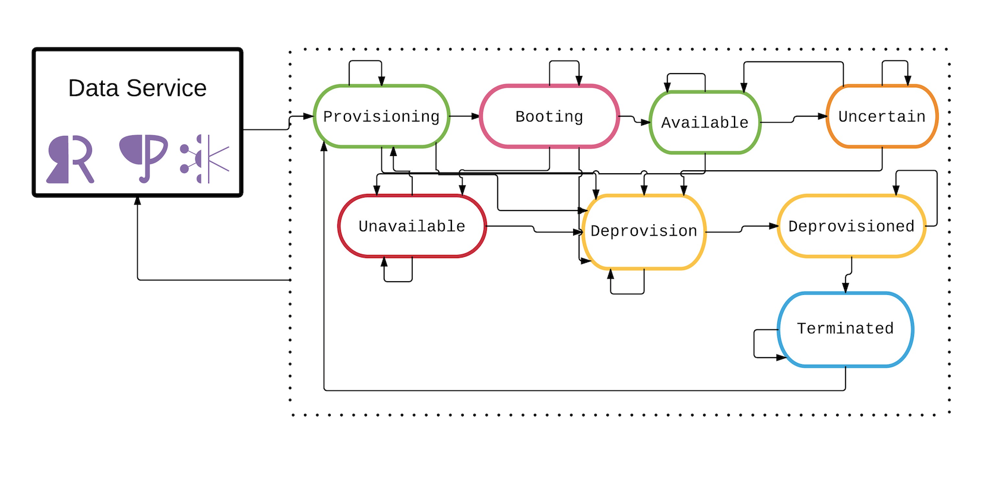 Data Service
Provisioning
Booting
Available
Uncertain
Unavailable
Deprovision
Deprovisioned
Terminated